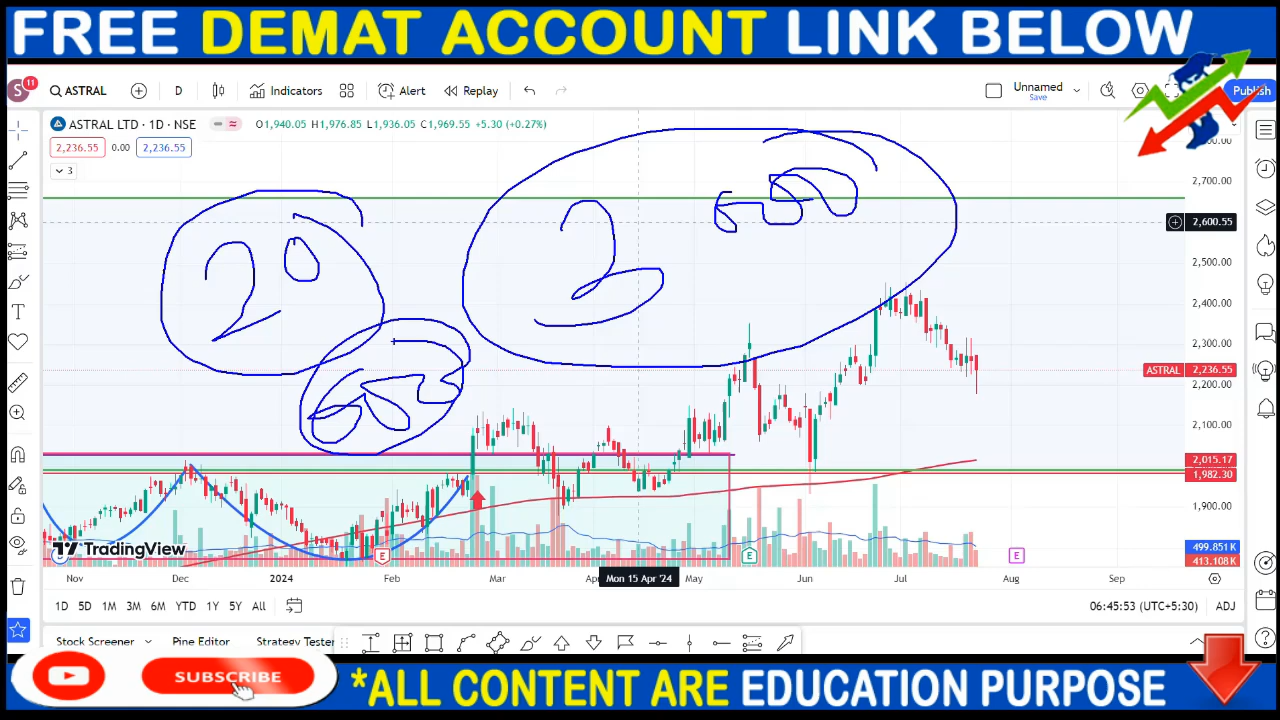 FREE DEMAT ACCOUNT LINK BELOW
S 11 ASTRAL D Indicators Alert Replay Unnamed Save Publish
ASTRAL LTD · 1D · NSE O1,940.05 H1,976.85 L1,936.05 C1,969.55 +5.30 (+0.27%)
2,236.55 0.00 2,236.55
3
2,800.00
2,700.00
2,600.55
2,500.00
2,400.00
2,300.00
ASTRAL 2,236.55
2,200.00
2,100.00
2,015.17
1,982.30
1,900.00
TradingView
499.851K
E E E
413.108K
Nov Dec 2024 Feb Mar Mon 15 Apr '24 May Jun Jul Aug Sep
1D 5D 1M 3M 6M YTD 1Y 5Y All 06:45:53 (UTC+5:30) ADJ
Stock Screener Pine Editor Strategy Tester
SUBSCRIBE
*ALL CONTENT ARE EDUCATION PURPOSE